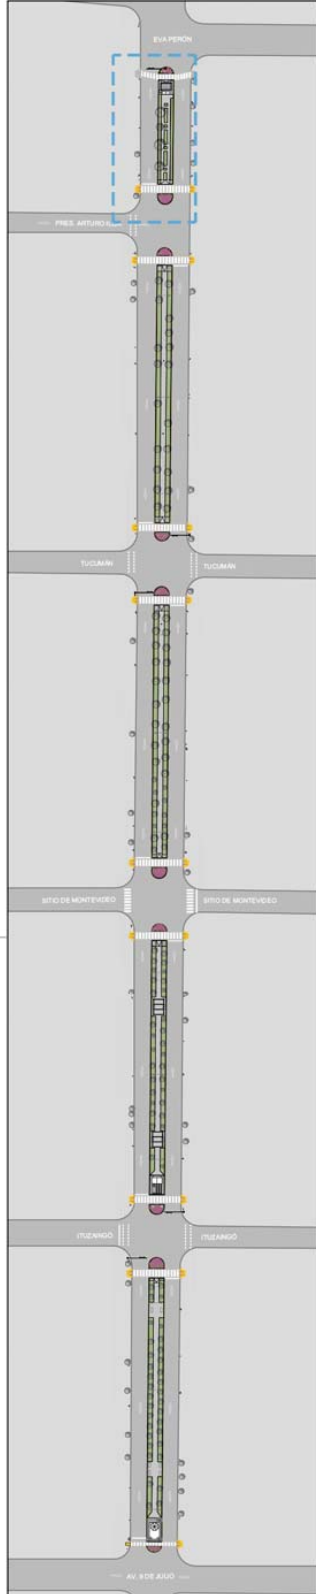 EVA PERÓN
PRES. ARTURO
TUCUMÁN
TUCUMÁN
SITIO DE MONTEVIDEO
SITIO DE MONTEVIDEO
ITUZAINGÓ
ITUZAINGÓ
AV. 9 DE JULIO